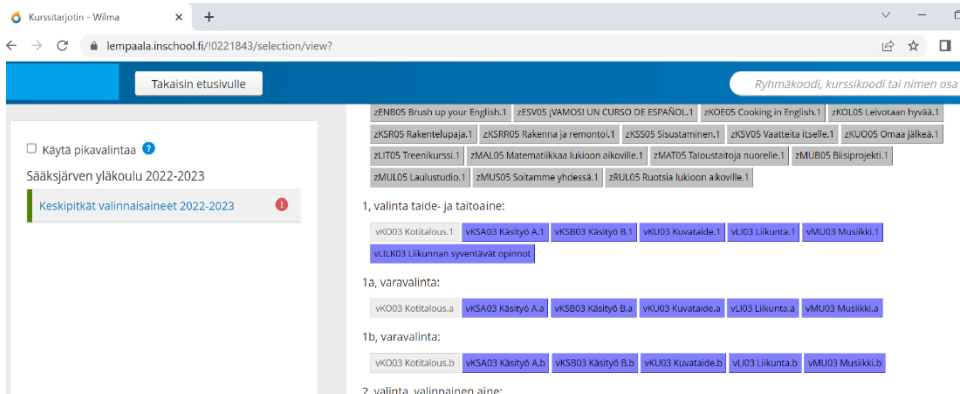 Kurssitarjotin - Wilma
lempaala.inschool.fi/!0221843/selection/view?
Takaisin etusivulle
Ryhmäkoodi, kurssikoodi tai nimen osa
Käytä pikavalintaa ?
Sääksjärven yläkoulu 2022-2023
Keskipitkät valinnaisaineet 2022-2023 !
zENB05 Brush up your English.1 zESV05 ¡VAMOS! UN CURSO DE ESPAÑOL.1 zKOE05 Cooking in English.1 zKOL05 Leivotaan hyvää.1
zKSR05 Rakentelupaja.1 zKSRR05 Rakenna ja remontoi.1 zKSS05 Sisustaminen.1 zKSV05 Vaatteita itselle.1 zKUO05 Omaa jälkeä.1
zLIT05 Treenikurssi.1 zMAL05 Matematiikkaa lukioon aikoville.1 zMAT05 Taloustaitoja nuorelle.1 zMUB05 Biisiprojekti.1
zMUL05 Laulustudio.1 zMUS05 Soitamme yhdessä.1 zRUL05 Ruotsia lukioon aikoville.1
1, valinta taide- ja taitoaine:
vKO03 Kotitalous.1 vKSA03 Käsityö A.1 vKSB03 Käsityö B.1 vKU03 Kuvataide.1 vLI03 Liikunta.1 vMU03 Musiikki.1
vLILK03 Liikunnan syventävät opinnot
1a, varavalinta:
vKO03 Kotitalous.a vKSA03 Käsityö A.a vKSB03 Käsityö B.a vKU03 Kuvataide.a vLI03 Liikunta.a vMU03 Musiikki.a
1b, varavalinta:
vKO03 Kotitalous.b vKSA03 Käsityö A.b vKSB03 Käsityö B.b vKU03 Kuvataide.b vLI03 Liikunta.b vMU03 Musiikki.b
2, valinta, valinnainen aine: